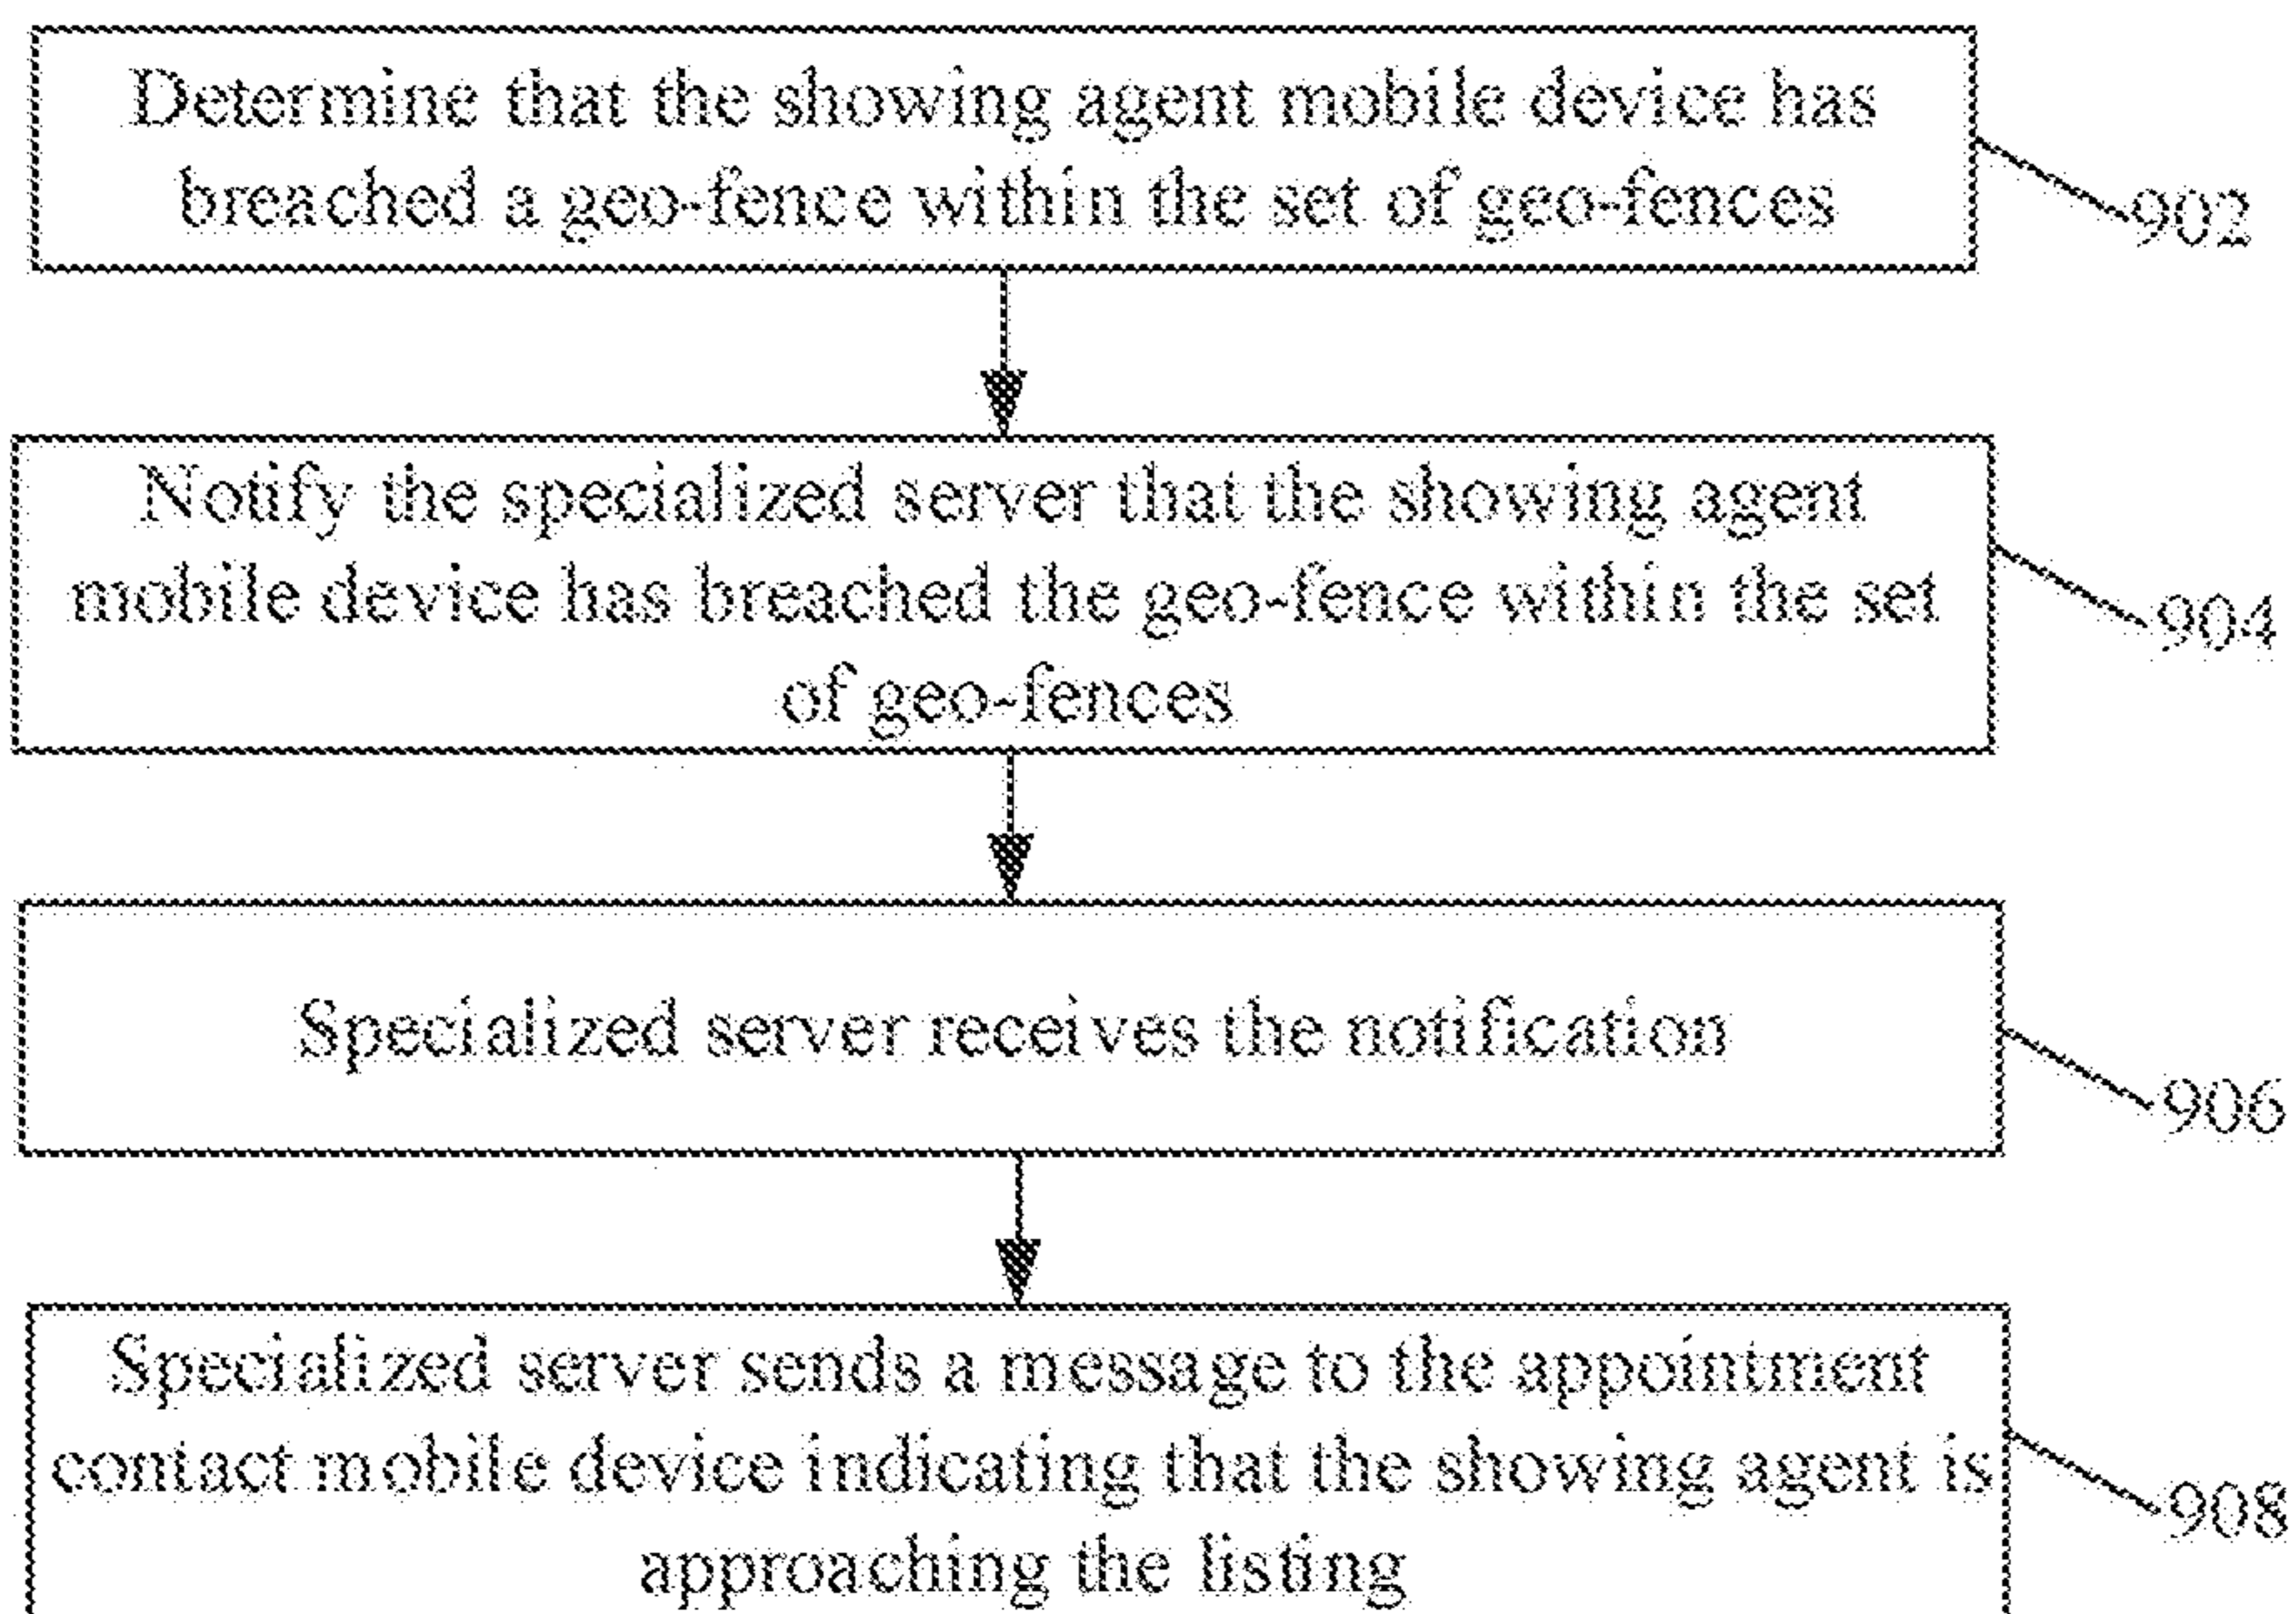 Determine that the showing agent mobile device has
breached a geo-fence within the set of geo-fences
902
Notify the specialized server that the showing agent
mobile device has breached the geo-fence within the set
of geo-fences
904
Specialized server receives the notification
906
Specialized server sends a message to the appointment
contact mobile device indicating that the showing agent is
approaching the listing
908